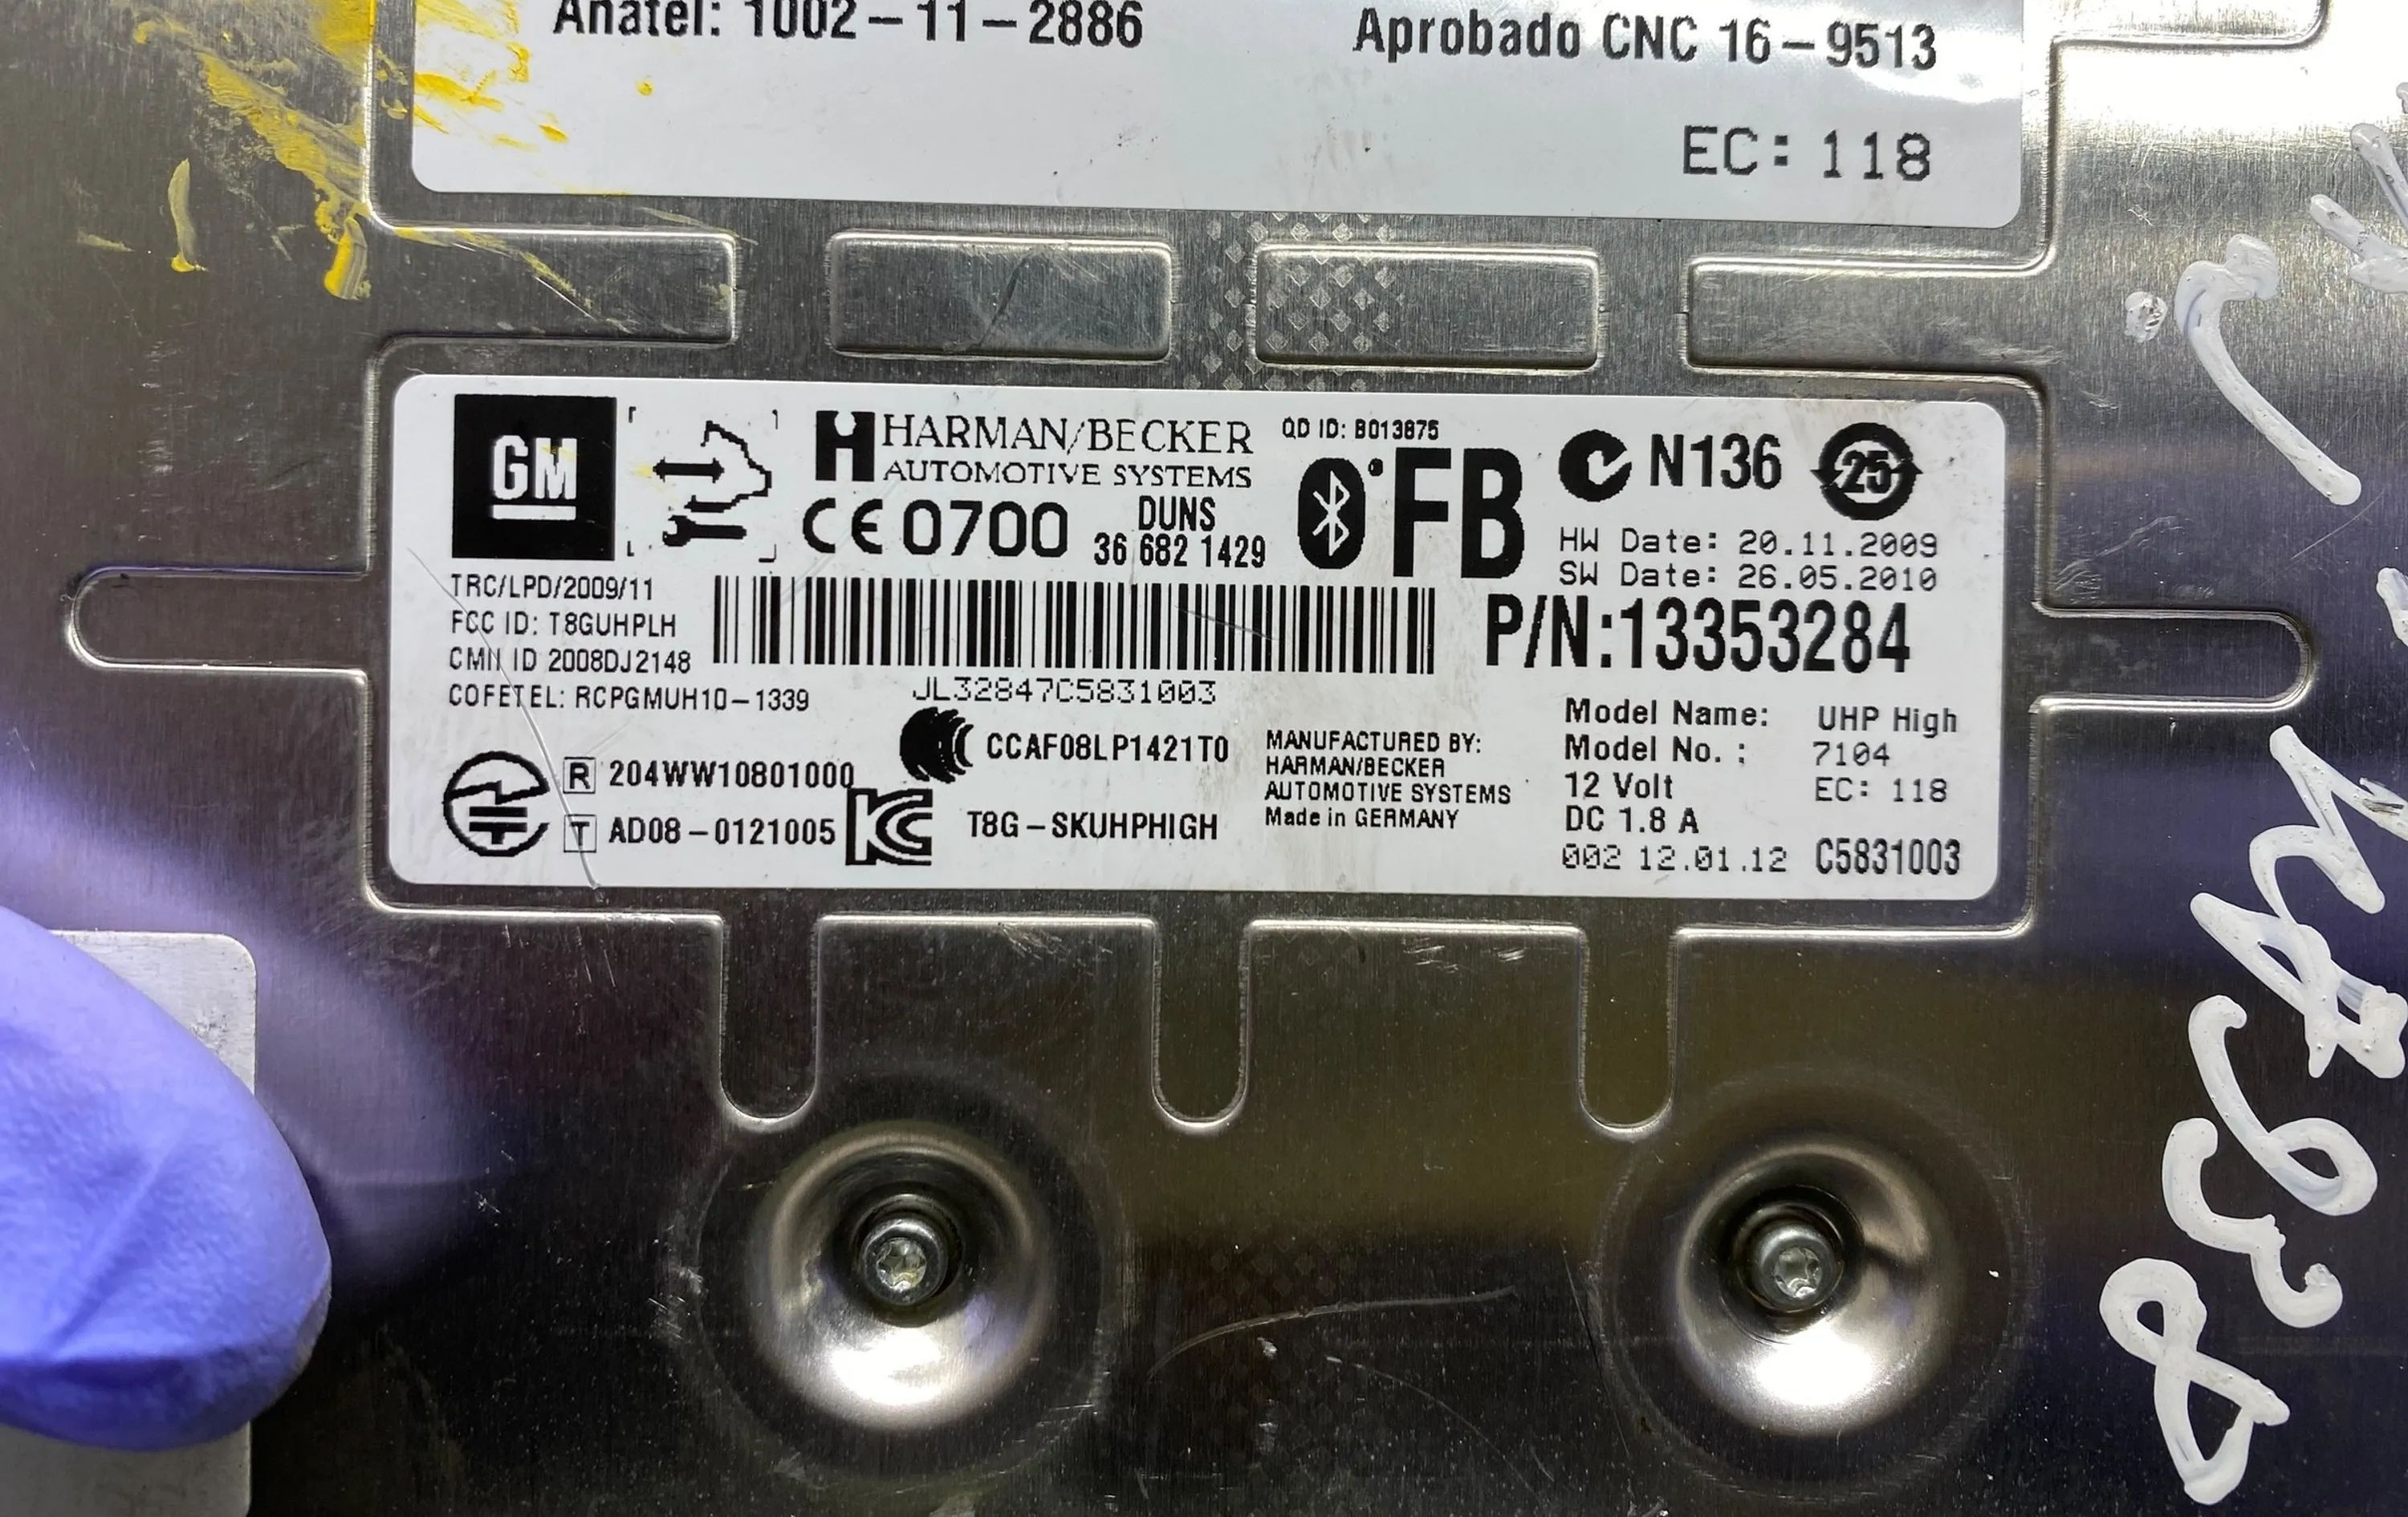 Anatel: 1002-11-2886
Aprobado CNC 16-9513
EC: 118
GM
HARMAN/BECKER
AUTOMOTIVE SYSTEMS
QD ID: B013875
FB
N136
25
CE 0700
DUNS
36 682 1429
HW Date: 20.11.2009
SW Date: 26.05.2010
TRC/LPD/2009/11
FCC ID: T8GUHPLH
CMN ID 2008DJ2148
COFETEL: RCPGMUH10-1339
JL32847C5831003
P/N:13353284
R 204WW10801000
T AD08-0121005
CCAF08LP1421T0
KC
T8G-SKUHPHIGH
MANUFACTURED BY:
HARMAN/BECKER
AUTOMOTIVE SYSTEMS
Made in GERMANY
Model Name: UHP High
Model No. : 7104
12 Volt EC: 118
DC 1.8 A
002 12.01.12 C5831003